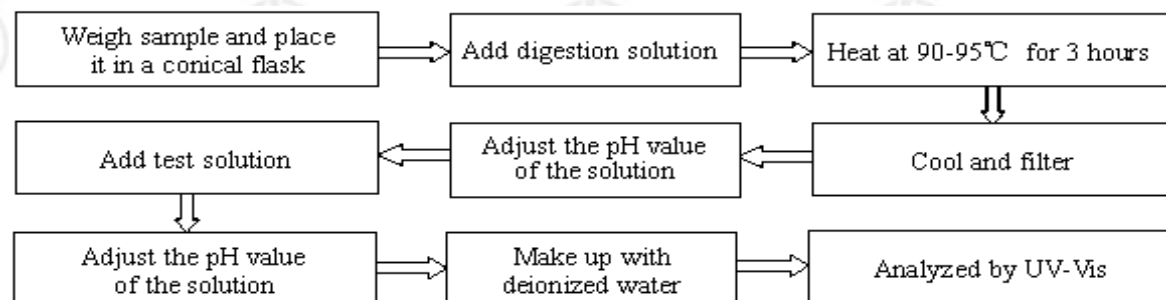 Weigh sample and place
it in a conical flask
Add digestion solution
Heat at 90-95℃ for 3 hours
Cool and filter
Adjust the pH value
of the solution
Add test solution
Adjust the pH value
of the solution
Make up with
deionized water
Analyzed by UV-Vis